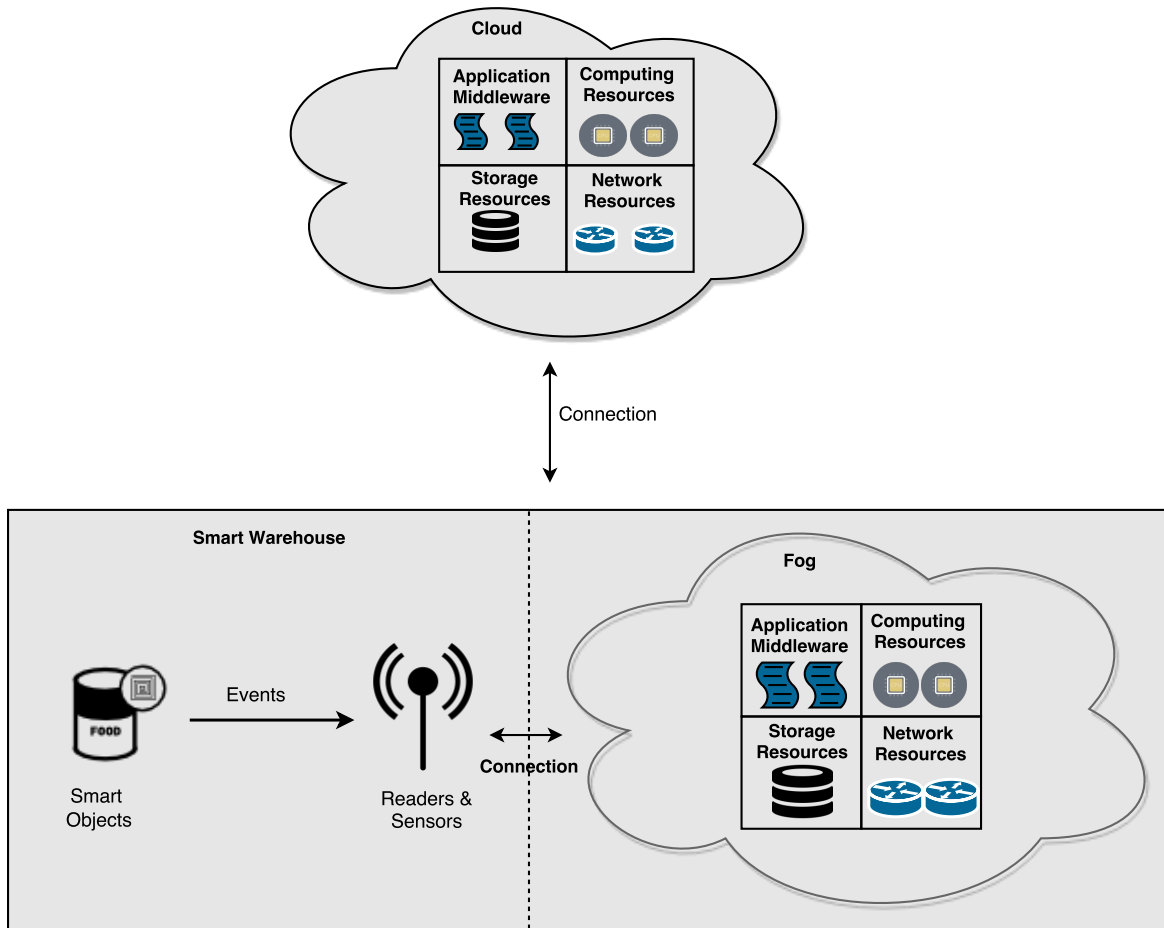 Cloud
Application
Middleware
Computing
Resources
Storage
Resources
Network
Resources
Connection
Smart Warehouse
Fog
Application
Middleware
Computing
Resources
Storage
Resources
Network
Resources
Events
FOOD
Connection
Smart
Objects
Readers &
Sensors